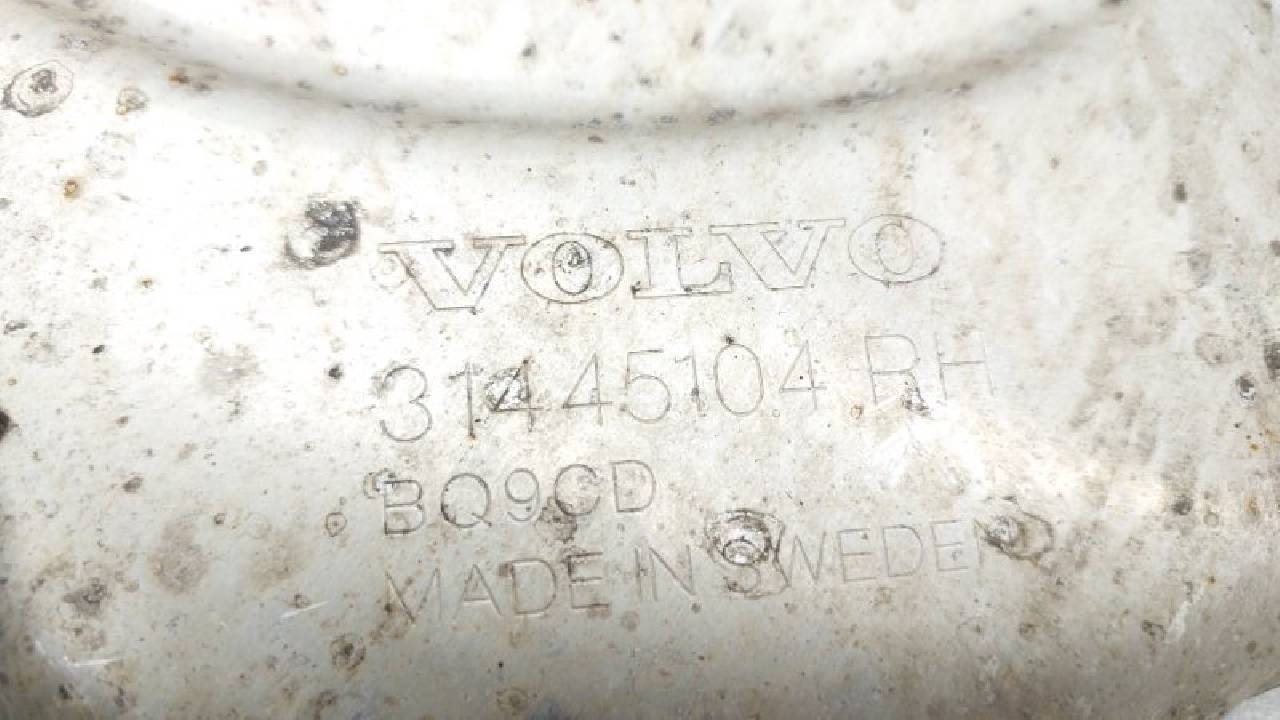 VOLVO
31445104 RH
BQ9CD
MADE IN SWEDEN